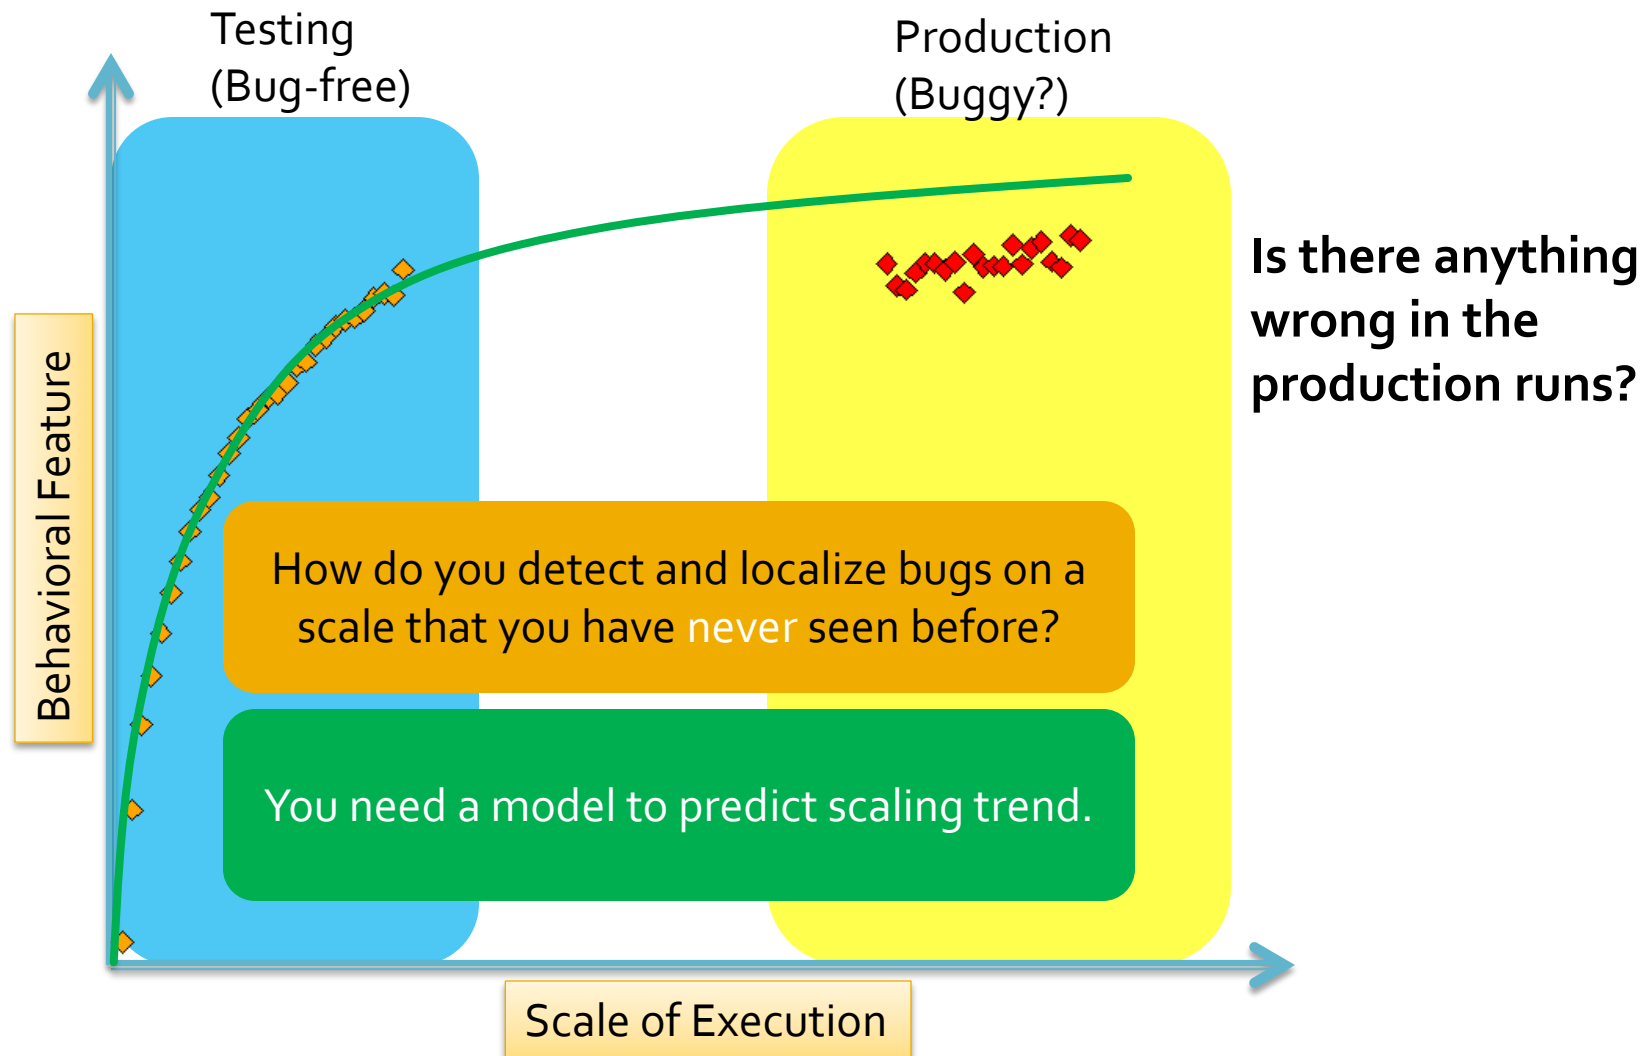 Testing
(Bug-free)
Production
(Buggy?)
Is there anything
wrong in the
production runs?
Behavioral Feature
How do you detect and localize bugs on a
scale that you have never seen before?
You need a model to predict scaling trend.
Scale of Execution